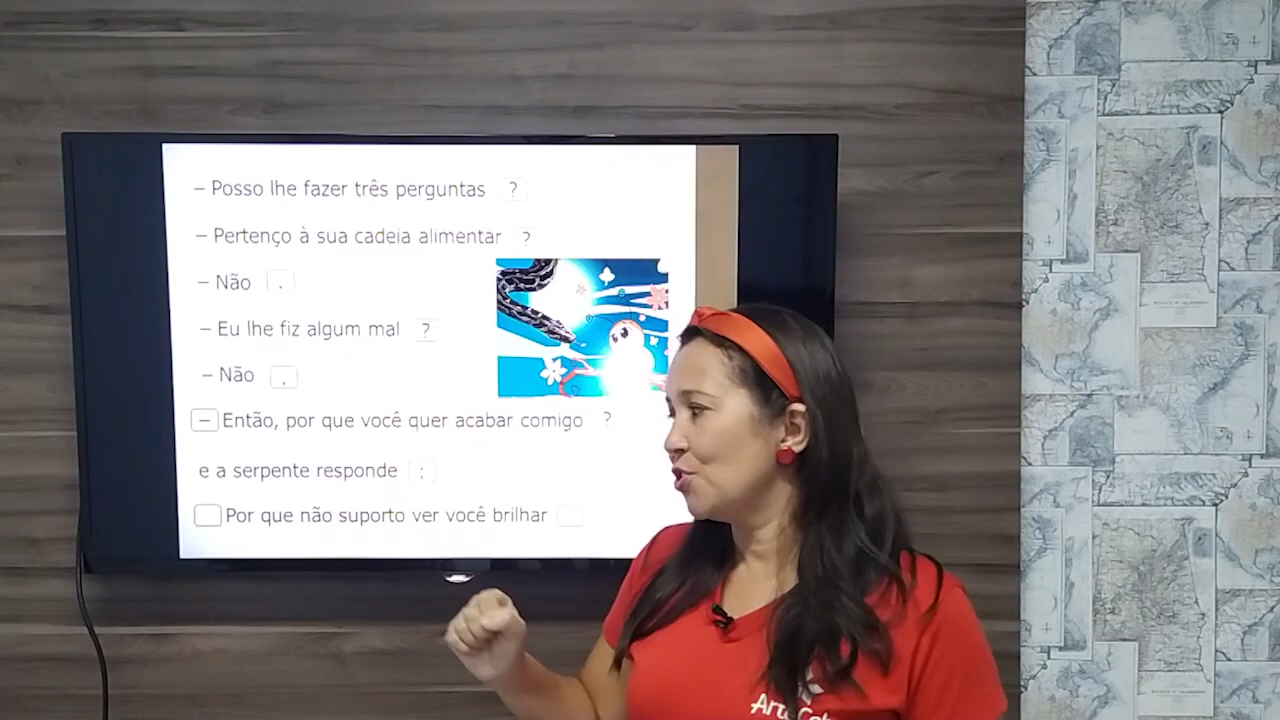 – Posso lhe fazer três perguntas ?
– Pertenço à sua cadeia alimentar ?
– Não .
– Eu lhe fiz algum mal ?
– Não .
– Então, por que você quer acabar comigo ?
e a serpente responde :
Por que não suporto ver você brilhar